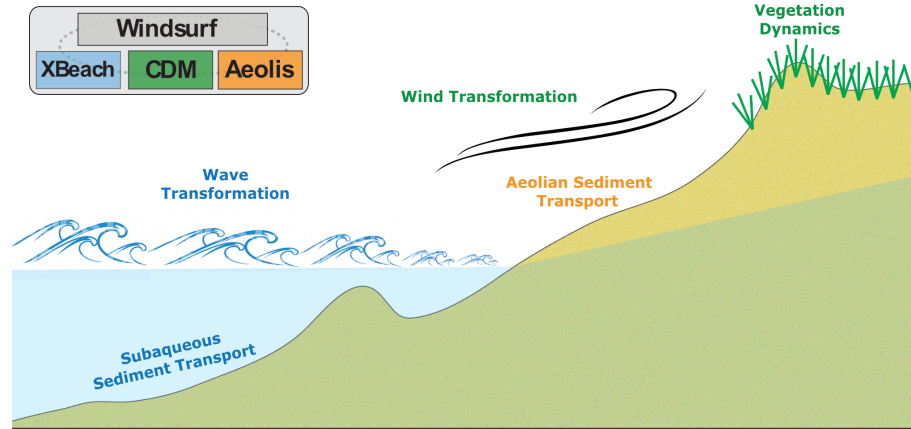 Windsurf
XBeach CDM Aeolis
Vegetation
Dynamics
Wind Transformation
Wave
Transformation
Aeolian Sediment
Transport
Subaqueous
Sediment Transport